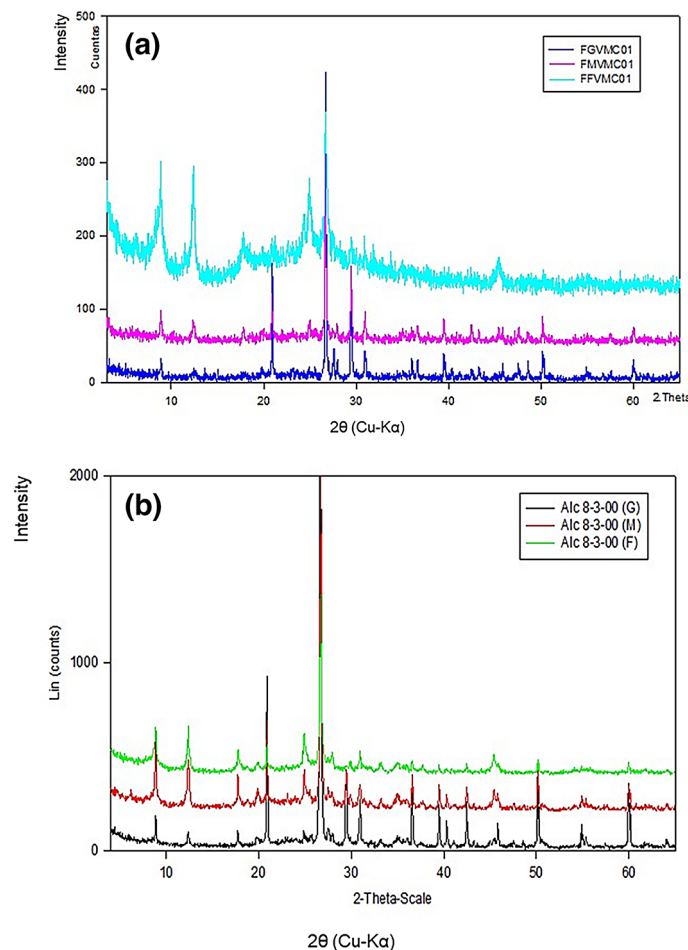 (a)
Intensity
Cuentas
500
400
300
200
100
0
FGVMC01
FMVMC01
FFVMC01
10 20 30 40 50 60 2.Theta
2θ (Cu-Kα)
(b)
Intensity
Lin (counts)
2000
1000
0
Alc 8-3-00 (G)
Alc 8-3-00 (M)
Alc 8-3-00 (F)
10 20 30 40 50 60
2-Theta-Scale
2θ (Cu-Kα)